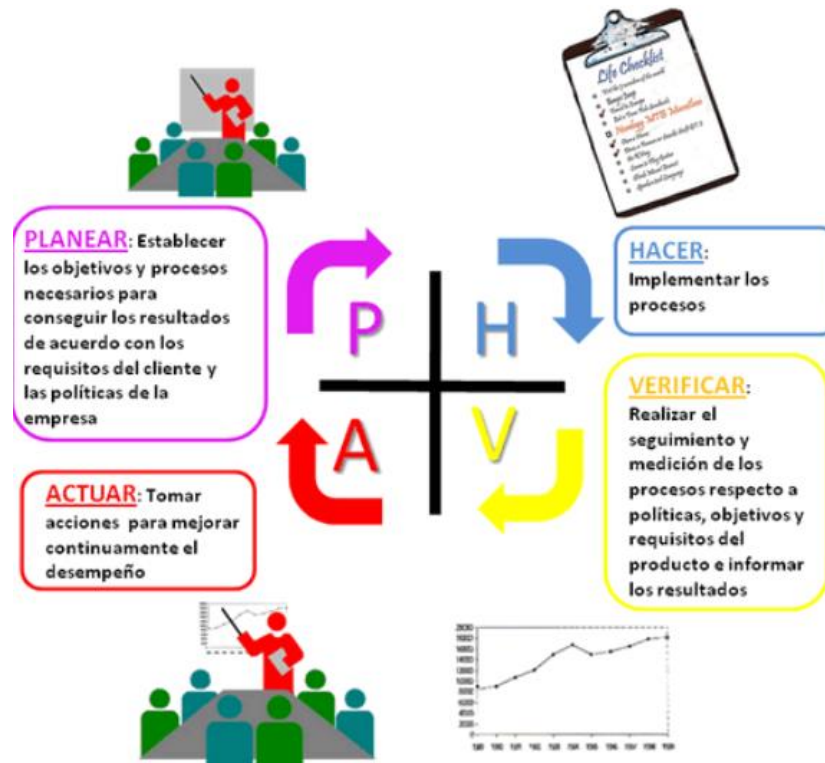 Life Checklist
PLANEAR: Establecer
los objetivos y procesos
necesarios para
conseguir los resultados
de acuerdo con los
requisitos del cliente y
las políticas de la
empresa
P
H
HACER:
Implementar los
procesos
A
V
ACTUAR: Tomar
acciones para mejorar
continuamente el
desempeño
VERIFICAR:
Realizar el
seguimiento y
medición de los
procesos respecto a
políticas, objetivos y
requisitos del
producto e informar
los resultados